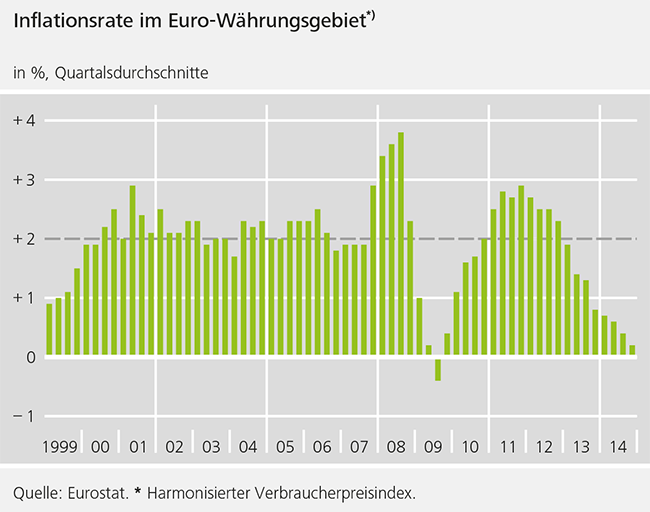 Inflationsrate im Euro-Währungsgebiet*)
in %, Quartalsdurchschnitte
+ 4
+ 3
+ 2
+ 1
0
– 1
1999 00 01 02 03 04 05 06 07 08 09 10 11 12 13 14
Quelle: Eurostat. * Harmonisierter Verbraucherpreisindex.